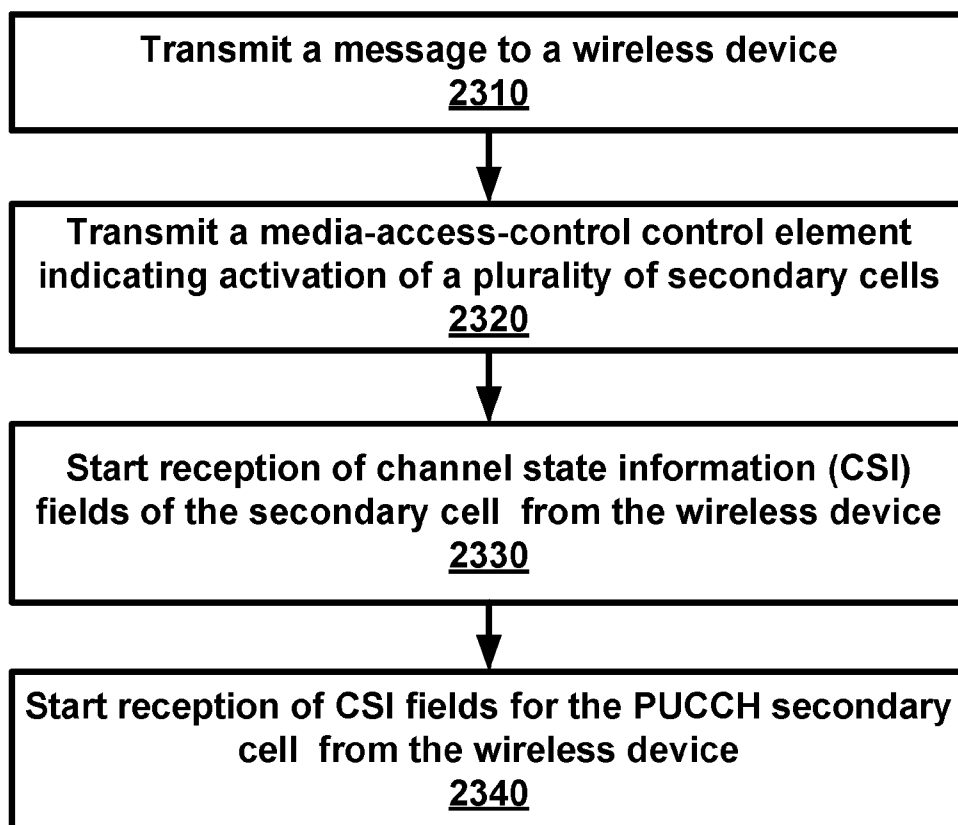 Transmit a message to a wireless device
2310
Transmit a media-access-control control element
indicating activation of a plurality of secondary cells
2320
Start reception of channel state information (CSI)
fields of the secondary cell from the wireless device
2330
Start reception of CSI fields for the PUCCH secondary
cell from the wireless device
2340